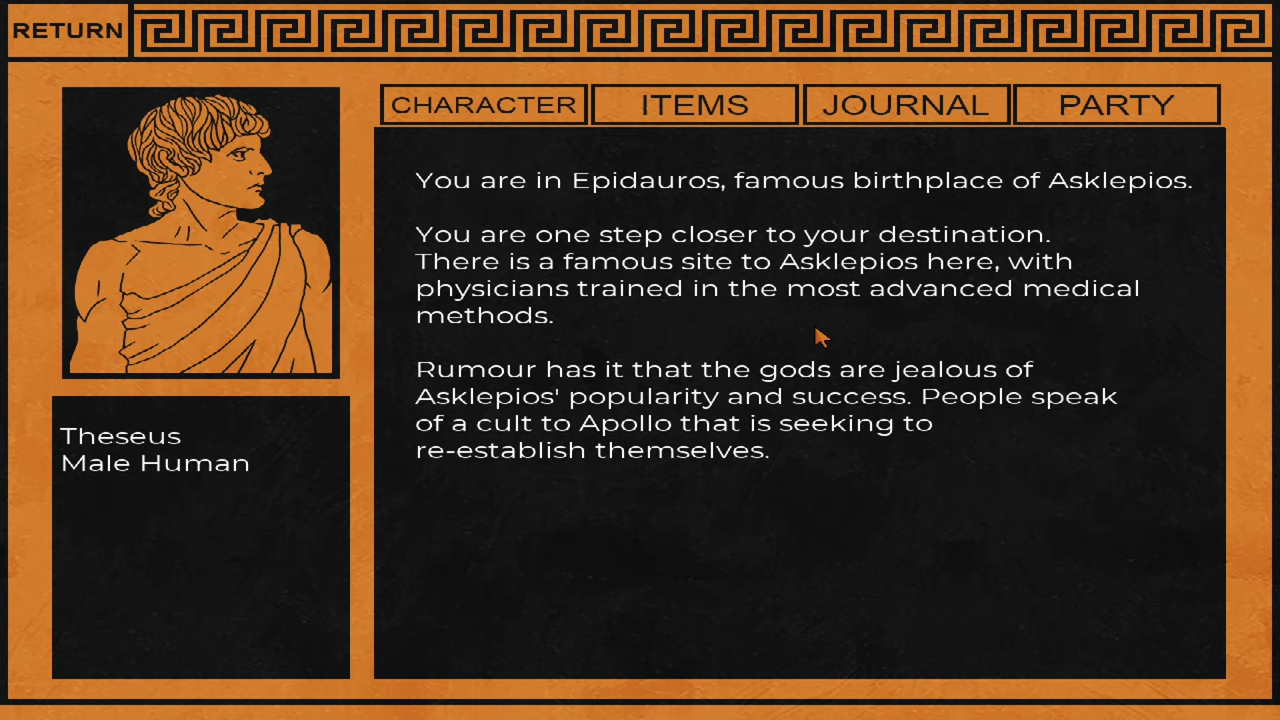 RETURN
CHARACTER
ITEMS
JOURNAL
PARTY
You are in Epidauros, famous birthplace of Asklepios.
You are one step closer to your destination.
There is a famous site to Asklepios here, with
physicians trained in the most advanced medical
methods.
Rumour has it that the gods are jealous of
Asklepios' popularity and success. People speak
of a cult to Apollo that is seeking to
re-establish themselves.
Theseus
Male Human